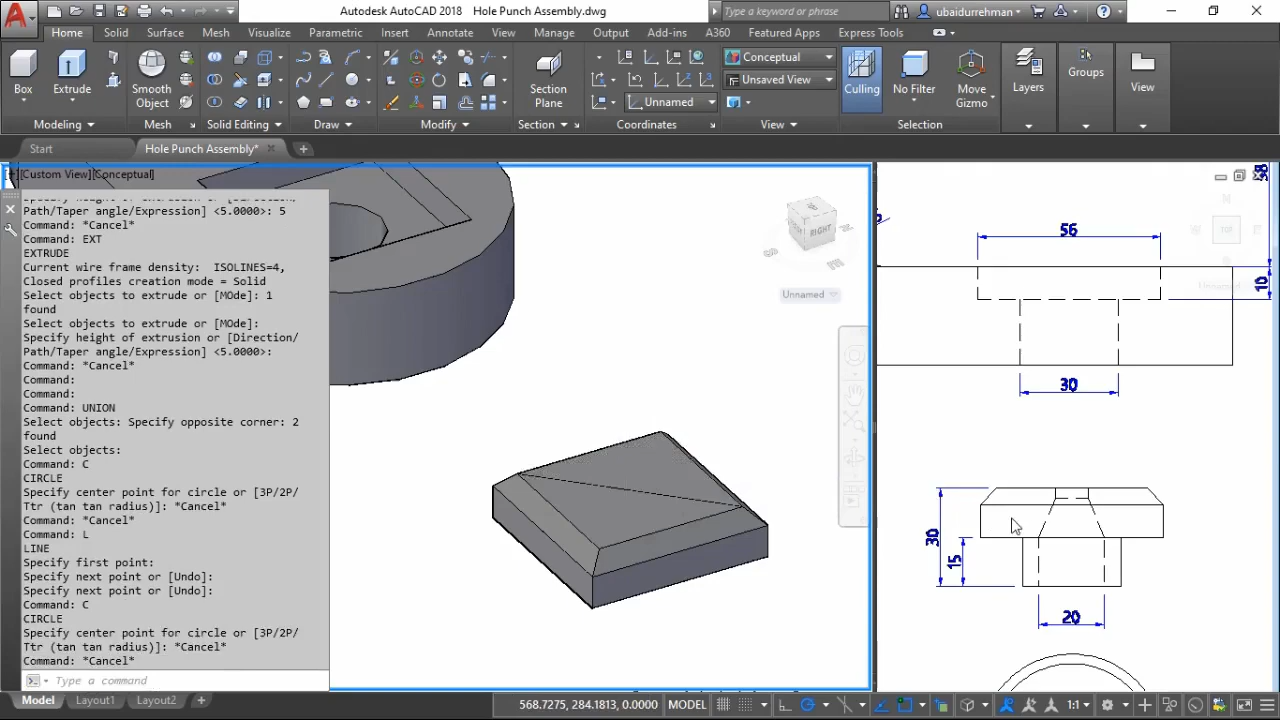 Autodesk AutoCAD 2018 Hole Punch Assembly.dwg
Type a keyword or phrase
ubaidurrehman
Home Solid Surface Mesh Visualize Parametric Insert Annotate View Manage Output Add-ins A360 Featured Apps Express Tools
Box
Extrude
Smooth
Object
Section
Plane
Conceptual
Unsaved View
Unnamed
Culling
No Filter
Move
Gizmo
Layers
Groups
View
Modeling Mesh Solid Editing Draw Modify Section Coordinates View Selection
Start Hole Punch Assembly*
[Custom View][Conceptual]
Path/Taper angle/Expression] <5.0000>: 5
Command: *Cancel*
Command: EXT
EXTRUDE
Current wire frame density:  ISOLINES=4,
Closed profiles creation mode = Solid
Select objects to extrude or [MOde]: 1
found
Select objects to extrude or [MOde]:
Specify height of extrusion or [Direction/
Path/Taper angle/Expression] <5.0000>:
Command: *Cancel*
Command:
Command:
Command: UNION
Select objects: Specify opposite corner: 2
found
Select objects:
Command: C
CIRCLE
Specify center point for circle or [3P/2P/
Ttr (tan tan radius)]: *Cancel*
Command: *Cancel*
Command: L
LINE
Specify first point:
Specify next point or [Undo]:
Specify next point or [Undo]:
Command: C
CIRCLE
Specify center point for circle or [3P/2P/
Ttr (tan tan radius)]: *Cancel*
Command: *Cancel*
Type a command
RIGHT
S
E
Unnamed
TOP
56
10
30
30
15
20
Model Layout1 Layout2
568.7275, 284.1813, 0.0000 MODEL
1:1